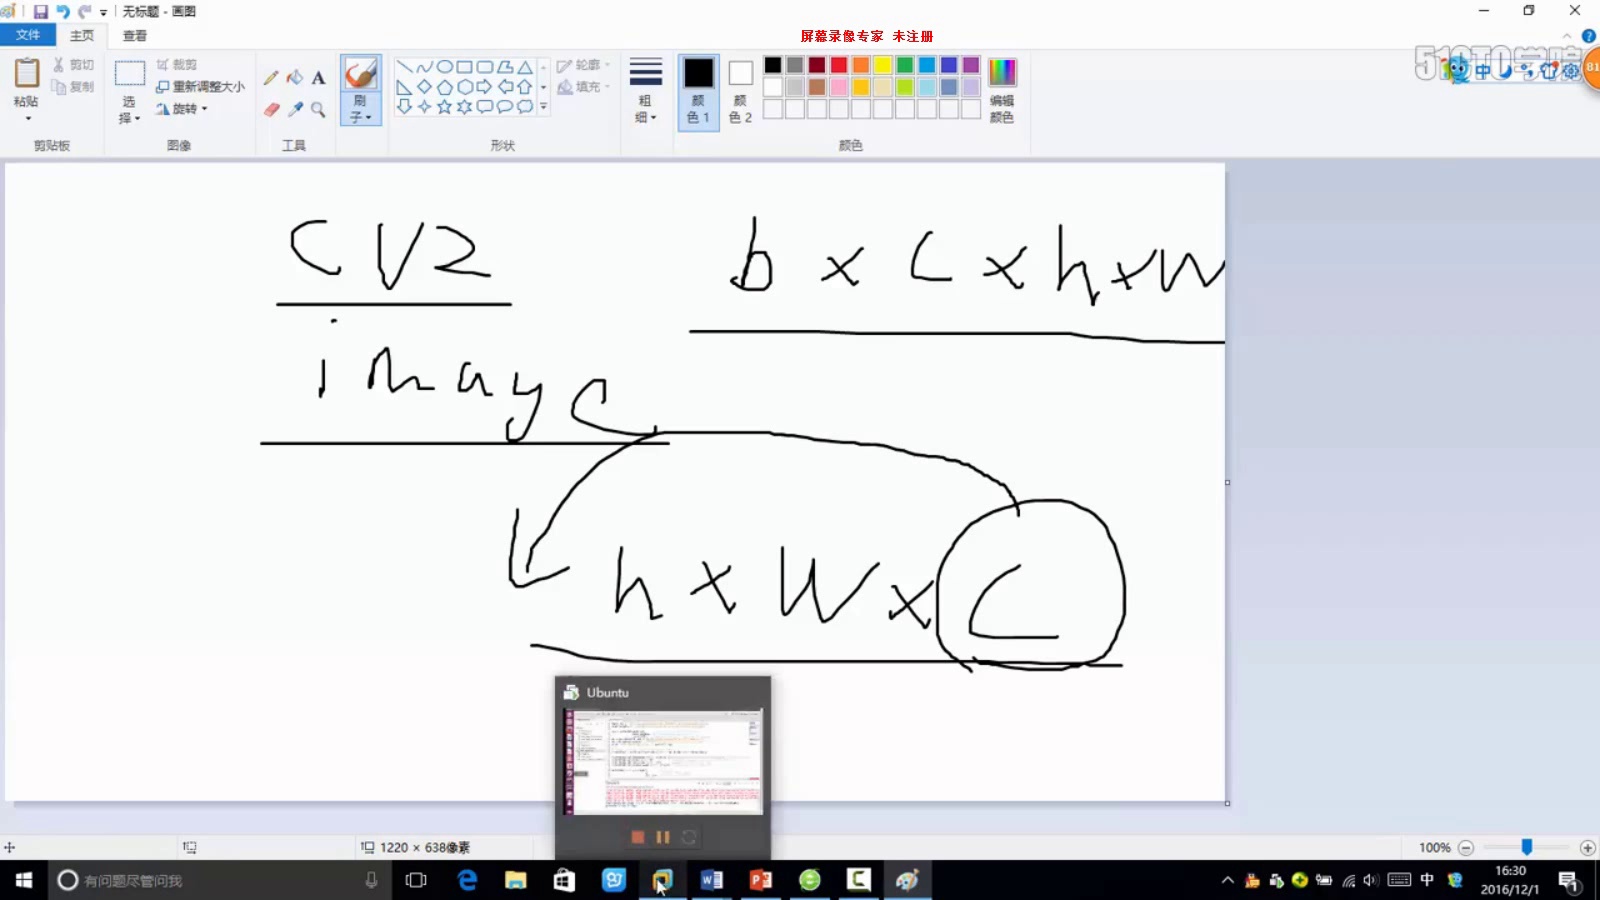 无标题 - 画图
文件 主页 查看
屏幕录像专家 未注册
51CTO学院
81
粘贴
剪切
复制
剪贴板
选择
裁剪
重新调整大小
旋转
图像
A
工具
刷子
轮廓
填充
形状
粗细
颜色 1
颜色 2
编辑颜色
颜色
中
CV2
b x C x h x W
image
h x W x C
Ubuntu
1220 × 638像素
100%
有问题尽管问我
中
16:30
2016/12/1
1